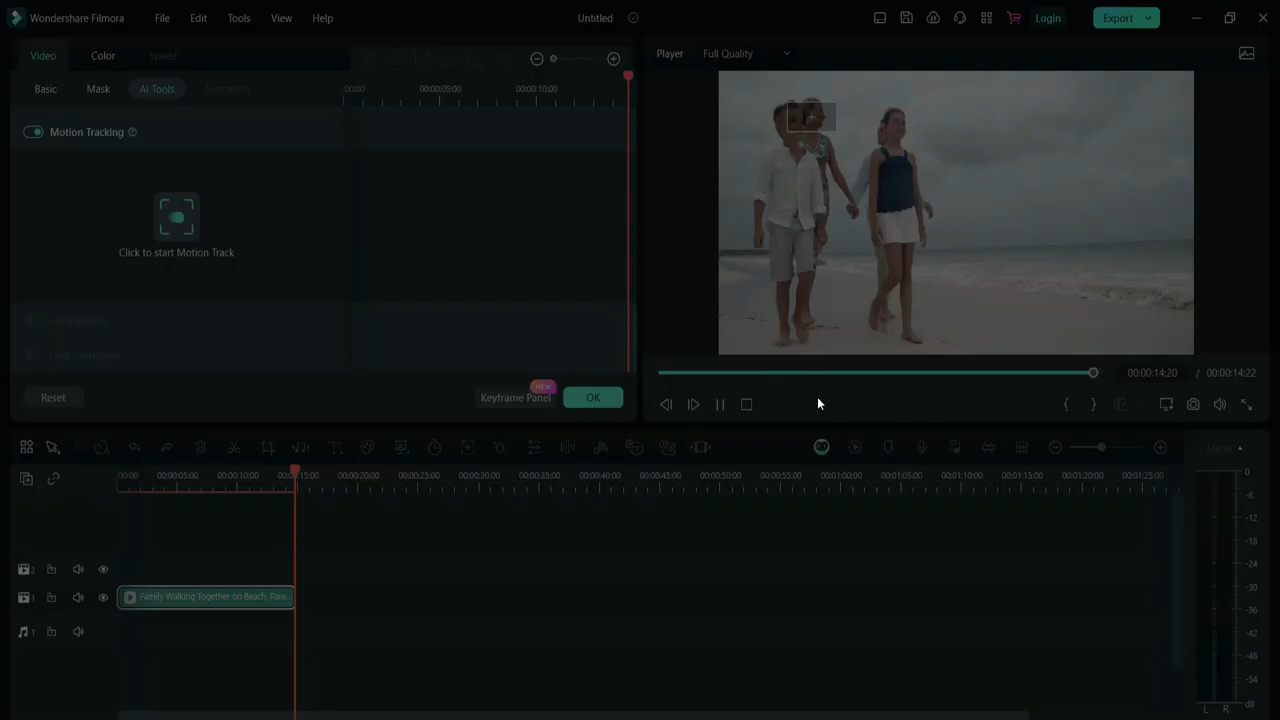 Wondershare Filmora File Edit Tools View Help Untitled Login Export
Video Color Speed
Player Full Quality
Basic Mask AI Tools Animation
:00:00 00:00:05:00 00:00:10:00
Motion Tracking
Click to start Motion Track
00:00:14:20 / 00:00:14:22
Reset Keyframe Panel NEW OK
Meter
:00:00 00:00:05:00 00:00:10:00 00:00:15:00 00:00:20:00 00:00:25:00 00:00:30:00 00:00:35:00 00:00:40:00 00:00:45:00 00:00:50:00 00:00:55:00 00:01:00:00 00:01:05:00 00:01:10:00 00:01:15:00 00:01:20:00 00:01:25:00
0
-6
-12
-18
-24
-30
-36
-42
-48
-54
dB
2
1 Family Walking Together on Beach, Pare...
1
L R